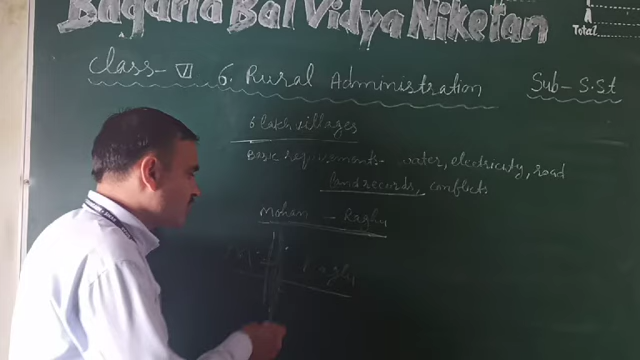 Bagaria Bal Vidya Niketan
A
Total....
Class - VI 6. Rural Administration Sub - S.St
6 lakh villages
Basic requirements - water, electricity, road
land records, conflicts
Mohan - Raghu
Raghu